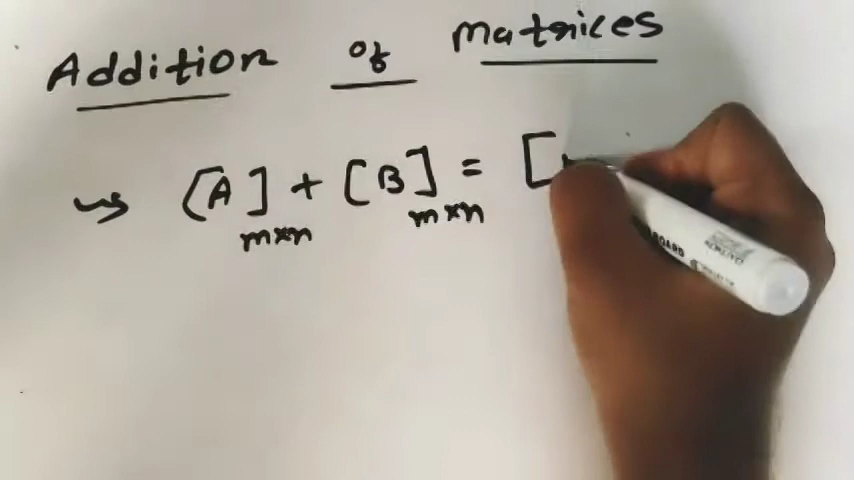 Addition of Matrices
[A]m×n + [B]m×n = [